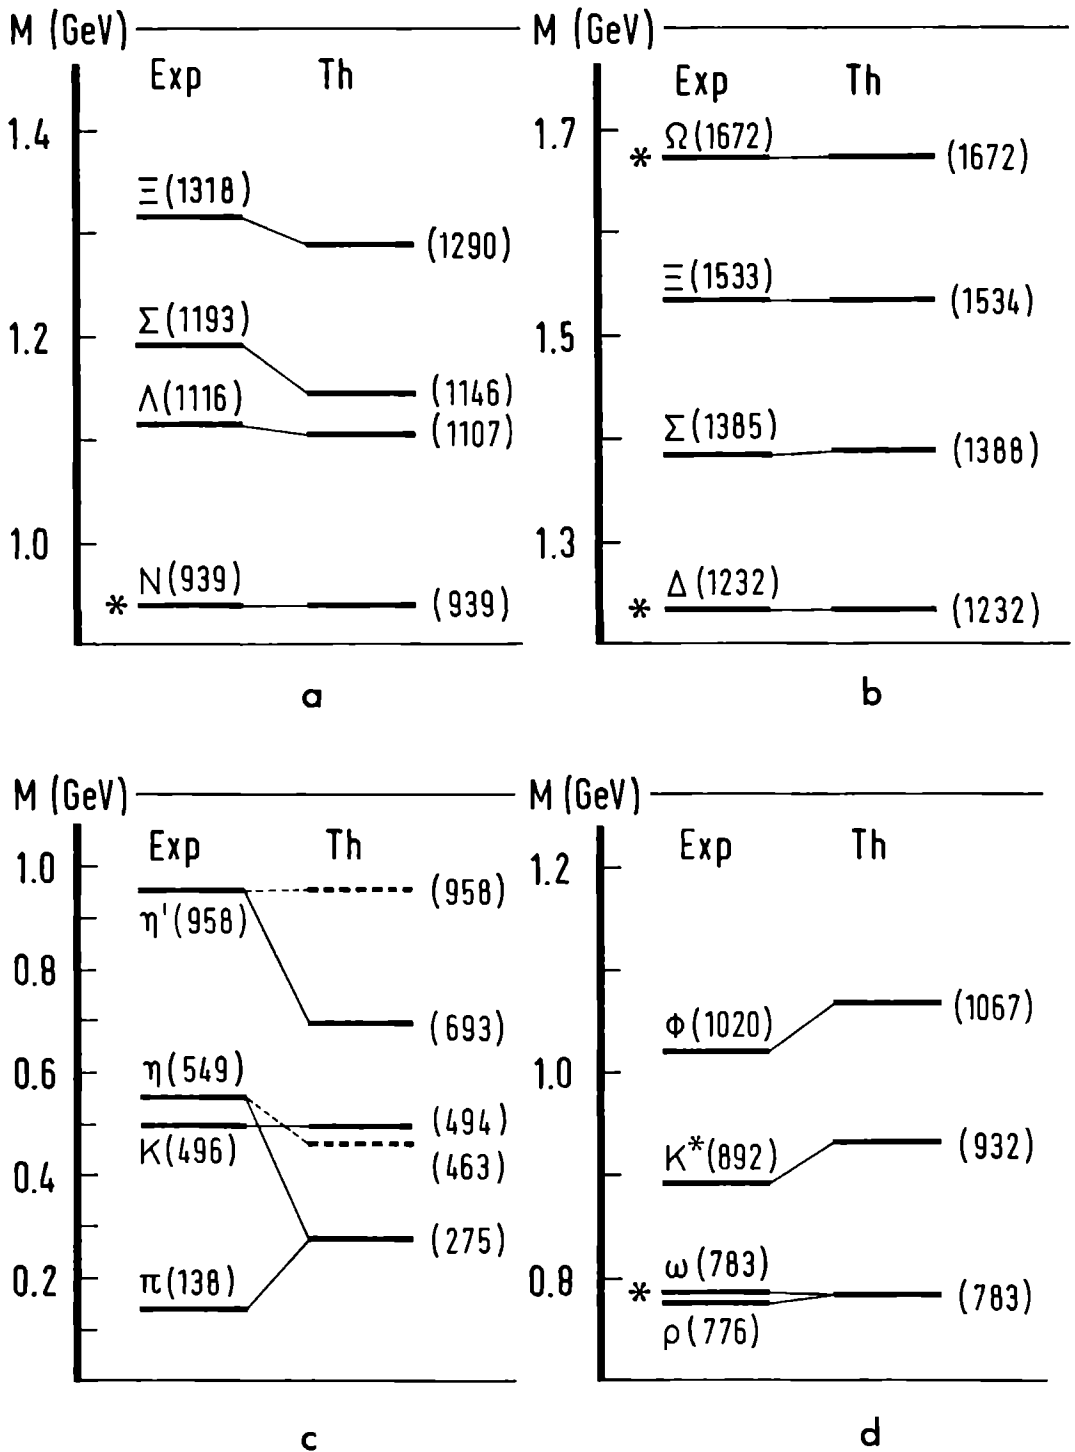 M (GeV)
Exp Th
1.4
Ξ(1318)
(1290)
1.2
Σ(1193)
(1146)
Λ(1116)
(1107)
1.0
N(939)
*
(939)
a
M (GeV)
Exp Th
1.7
Ω(1672)
*
(1672)
Ξ(1533)
(1534)
1.5
Σ(1385)
(1388)
1.3
Δ(1232)
*
(1232)
b
M (GeV)
Exp Th
1.0
(958)
η'(958)
0.8
(693)
0.6
η(549)
(494)
K(496)
(463)
0.4
(275)
0.2
π(138)
c
M (GeV)
Exp Th
1.2
Φ(1020)
(1067)
1.0
K*(892)
(932)
0.8
ω(783)
*
(783)
ρ(776)
d